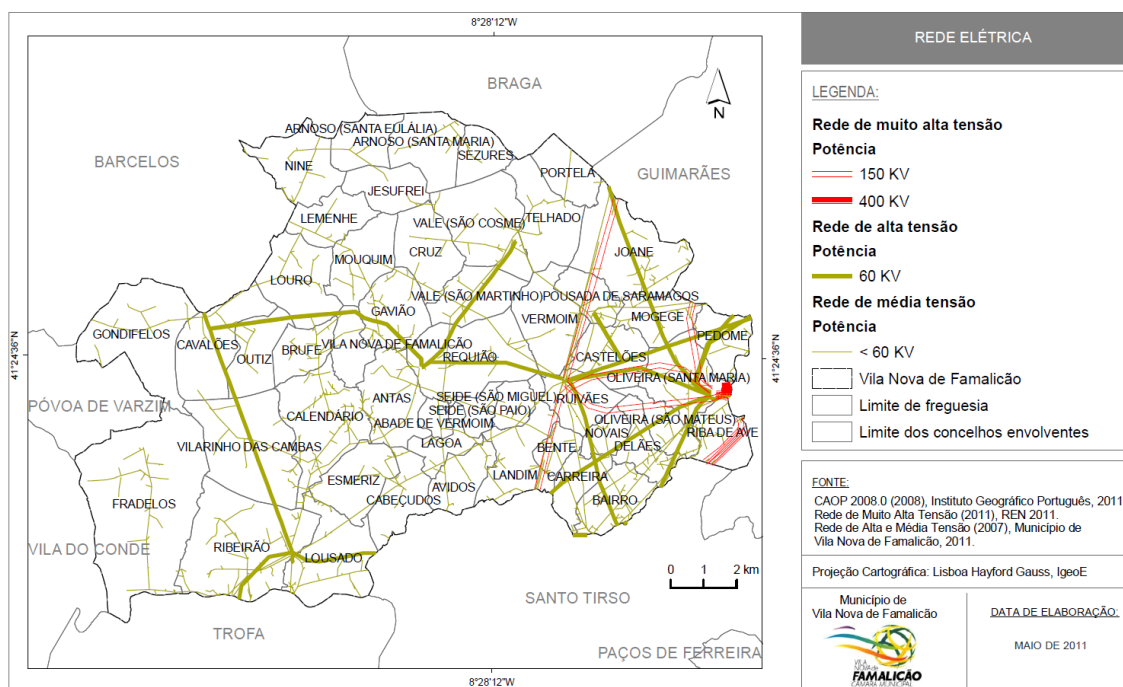 8°28'12"W
BRAGA
BARCELOS
GUIMARÃES
PÓVOA DE VARZIM
VILA DO CONDE
SANTO TIRSO
TROFA
PAÇOS DE FERREIRA
N
41°24'36"N
41°24'36"N
ARNOSO (SANTA EULÁLIA)
ARNOSO (SANTA MARIA)
SEZURES
NINE
PORTELA
JESUFREI
LEMENHE
VALE (SÃO COSME)
TELHADO
MOUQUIM
CRUZ
JOANE
LOURO
VALE (SÃO MARTINHO)
POUSADA DE SARAMAGOS
GAVIÃO
VERMOIM
MOGEGE
GONDIFELOS
CAVALÕES
OUTIZ
BRUFE
VILA NOVA DE FAMALICÃO
REQUIÃO
CASTELÕES
PEDOME
OLIVEIRA (SANTA MARIA)
ANTAS
SEIDE (SÃO MIGUEL)
RUIVÃES
SEIDE (SÃO PAIO)
CALENDÁRIO
ABADE DE VERMOIM
OLIVEIRA (SÃO MATEUS)
NOVAIS
RIBA DE AVE
VILARINHO DAS CAMBAS
LAGOA
BENTE
DELÃES
ESMERIZ
AVIDOS
LANDIM
CARREIRA
CABEÇUDOS
BAIRRO
FRADELOS
RIBEIRÃO
LOUSADO
0 1 2 km
8°28'12"W
REDE ELÉTRICA
LEGENDA:
Rede de muito alta tensão
Potência
150 KV
400 KV
Rede de alta tensão
Potência
60 KV
Rede de média tensão
Potência
< 60 KV
Vila Nova de Famalicão
Limite de freguesia
Limite dos concelhos envolventes
FONTE:
CAOP 2008.0 (2008), Instituto Geográfico Português, 2011
Rede de Muito Alta Tensão (2011), REN 2011.
Rede de Alta e Média Tensão (2007), Município de
Vila Nova de Famalicão, 2011.
Projeção Cartográfica: Lisboa Hayford Gauss, IgeoE
Município de
Vila Nova de Famalicão
VILA
NOVA DE
FAMALICÃO
CÂMARA MUNICIPAL
DATA DE ELABORAÇÃO:
MAIO DE 2011